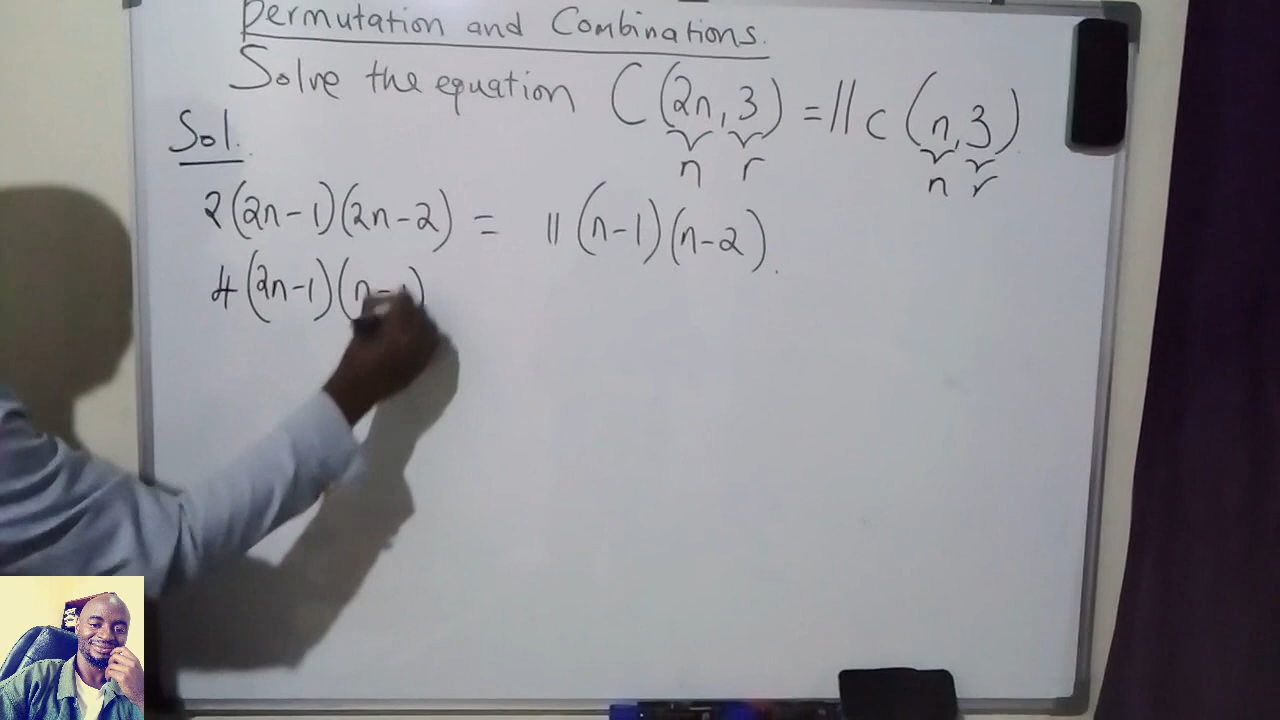 Permutation and Combinations.
Solve the equation C(2n,3) = 11 C(n,3)
n r n r
Sol.
2(2n-1)(2n-2) = 11(n-1)(n-2).
4(2n-1)(n-1)